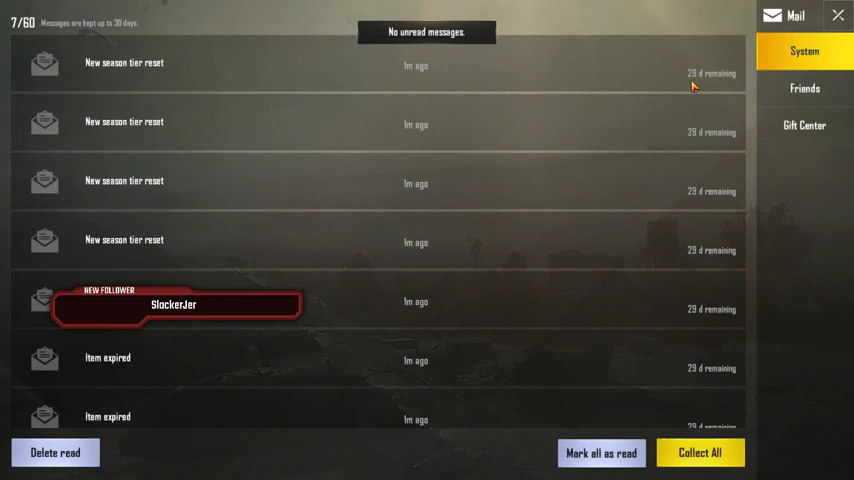 7/60 Messages are kept up to 30 days.
No unread messages.
Mail
System
Friends
Gift Center
New season tier reset
1m ago
29 d remaining
New season tier reset
1m ago
29 d remaining
New season tier reset
1m ago
29 d remaining
New season tier reset
1m ago
29 d remaining
NEW FOLLOWER
SlackerJer
1m ago
29 d remaining
Item expired
1m ago
29 d remaining
Item expired
1m ago
29 d remaining
Delete read
Mark all as read
Collect All